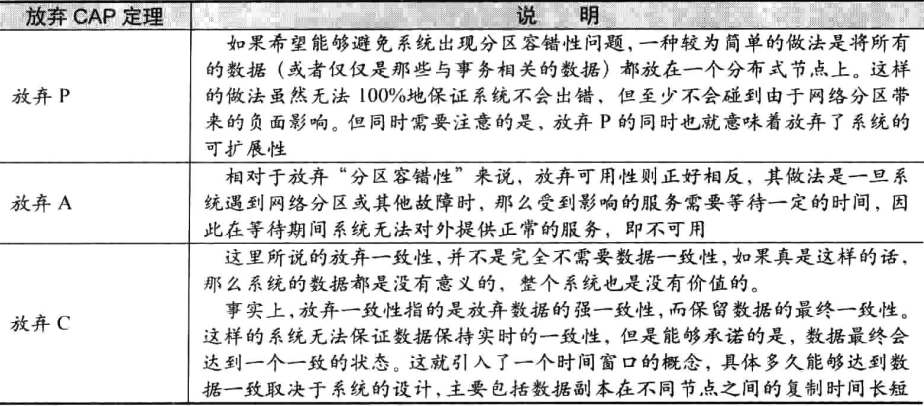 放弃 CAP 定理 说 明
如果希望能够避免系统出现分区容错性问题，一种较为简单的做法是将所有
的数据（或者仅仅是那些与事务相关的数据）都放在一个分布式节点上。这样
放弃 P 的做法虽然无法 100%地保证系统不会出错，但至少不会碰到由于网络分区带
来的负面影响。但同时需要注意的是，放弃 P 的同时也就意味着放弃了系统的
可扩展性
相对于放弃“分区容错性”来说，放弃可用性则正好相反，其做法是一旦系
放弃 A 统遇到网络分区或其他故障时，那么受到影响的服务需要等待一定的时间，因
此在等待期间系统无法对外提供正常的服务，即不可用
这里所说的放弃一致性，并不是完全不需要数据一致性，如果真是这样的话，
那么系统的数据都是没有意义的，整个系统也是没有价值的。
事实上，放弃一致性指的是放弃数据的强一致性，而保留数据的最终一致性。
放弃 C 这样的系统无法保证数据保持实时的一致性，但是能够承诺的是，数据最终会
达到一个一致的状态。这就引入了一个时间窗口的概念，具体多久能够达到数
据一致取决于系统的设计，主要包括数据副本在不同节点之间的复制时间长短